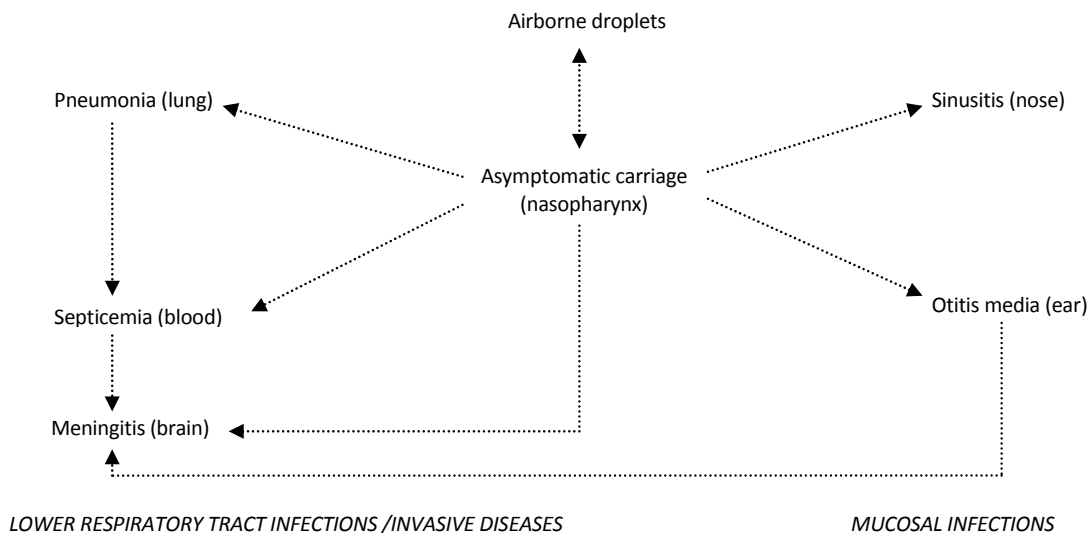 Airborne droplets
Pneumonia (lung)
Sinusitis (nose)
Asymptomatic carriage
(nasopharynx)
Septicemia (blood)
Otitis media (ear)
Meningitis (brain)
LOWER RESPIRATORY TRACT INFECTIONS /INVASIVE DISEASES
MUCOSAL INFECTIONS